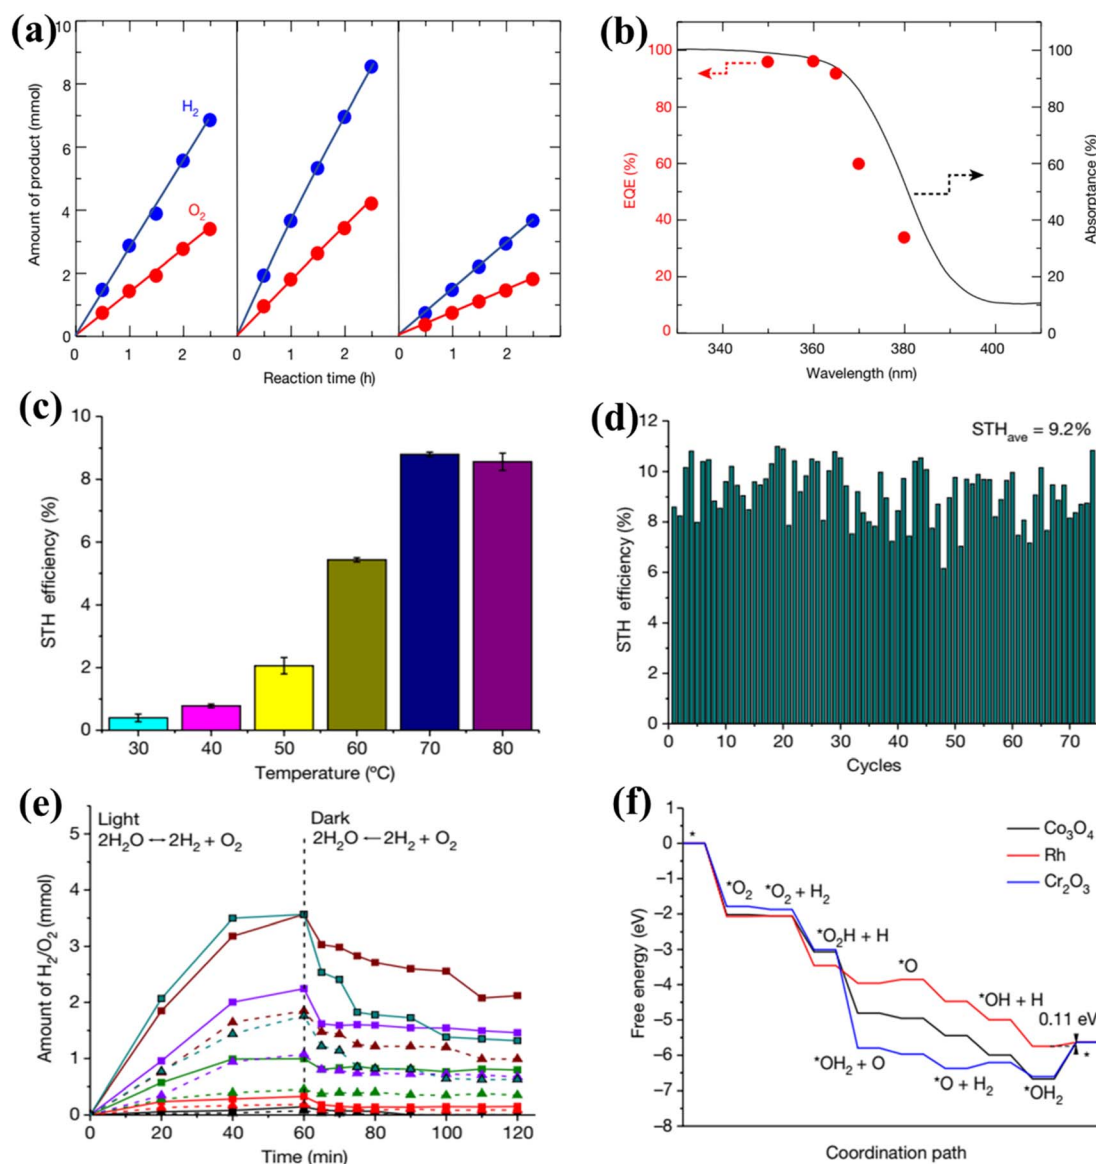 (a)
10
8
6
4
2
0
Amount of product (mmol)
H2
O2
0 1 2 0 1 2 0 1 2
Reaction time (h)
(b)
100
80
60
40
20
10
0
EQE (%)
100
80
60
40
20
0
Absorptance (%)
340 360 380 400
Wavelength (nm)
(c)
10
8
6
4
2
0
STH efficiency (%)
30 40 50 60 70 80
Temperature (ºC)
(d)
STHave = 9.2%
12
10
8
6
4
2
0
STH efficiency (%)
0 10 20 30 40 50 60 70
Cycles
(e)
Light
2H2O ⟷ 2H2 + O2
Dark
2H2O ← 2H2 + O2
5
4
3
2
1
0
Amount of H2/O2 (mmol)
0 20 40 60 80 100 120
Time (min)
(f)
1
0
−1
−2
−3
−4
−5
−6
−7
−8
Free energy (eV)
Co3O4
Rh
Cr2O3
*
*O2
*O2 + H2
*O2H + H
*O
*OH + H
0.11 eV
*OH2 + O
*O + H2
*OH2
*
Coordination path